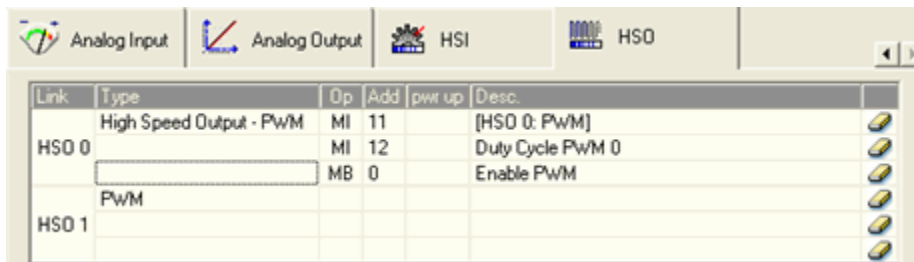 Analog Input Analog Output HSI HSO
Link Type Op Add pwr up Desc.
High Speed Output - PWM MI 11 [HSO 0: PWM]
HSO 0 MI 12 Duty Cycle PWM 0
MB 0 Enable PWM
PWM
HSO 1